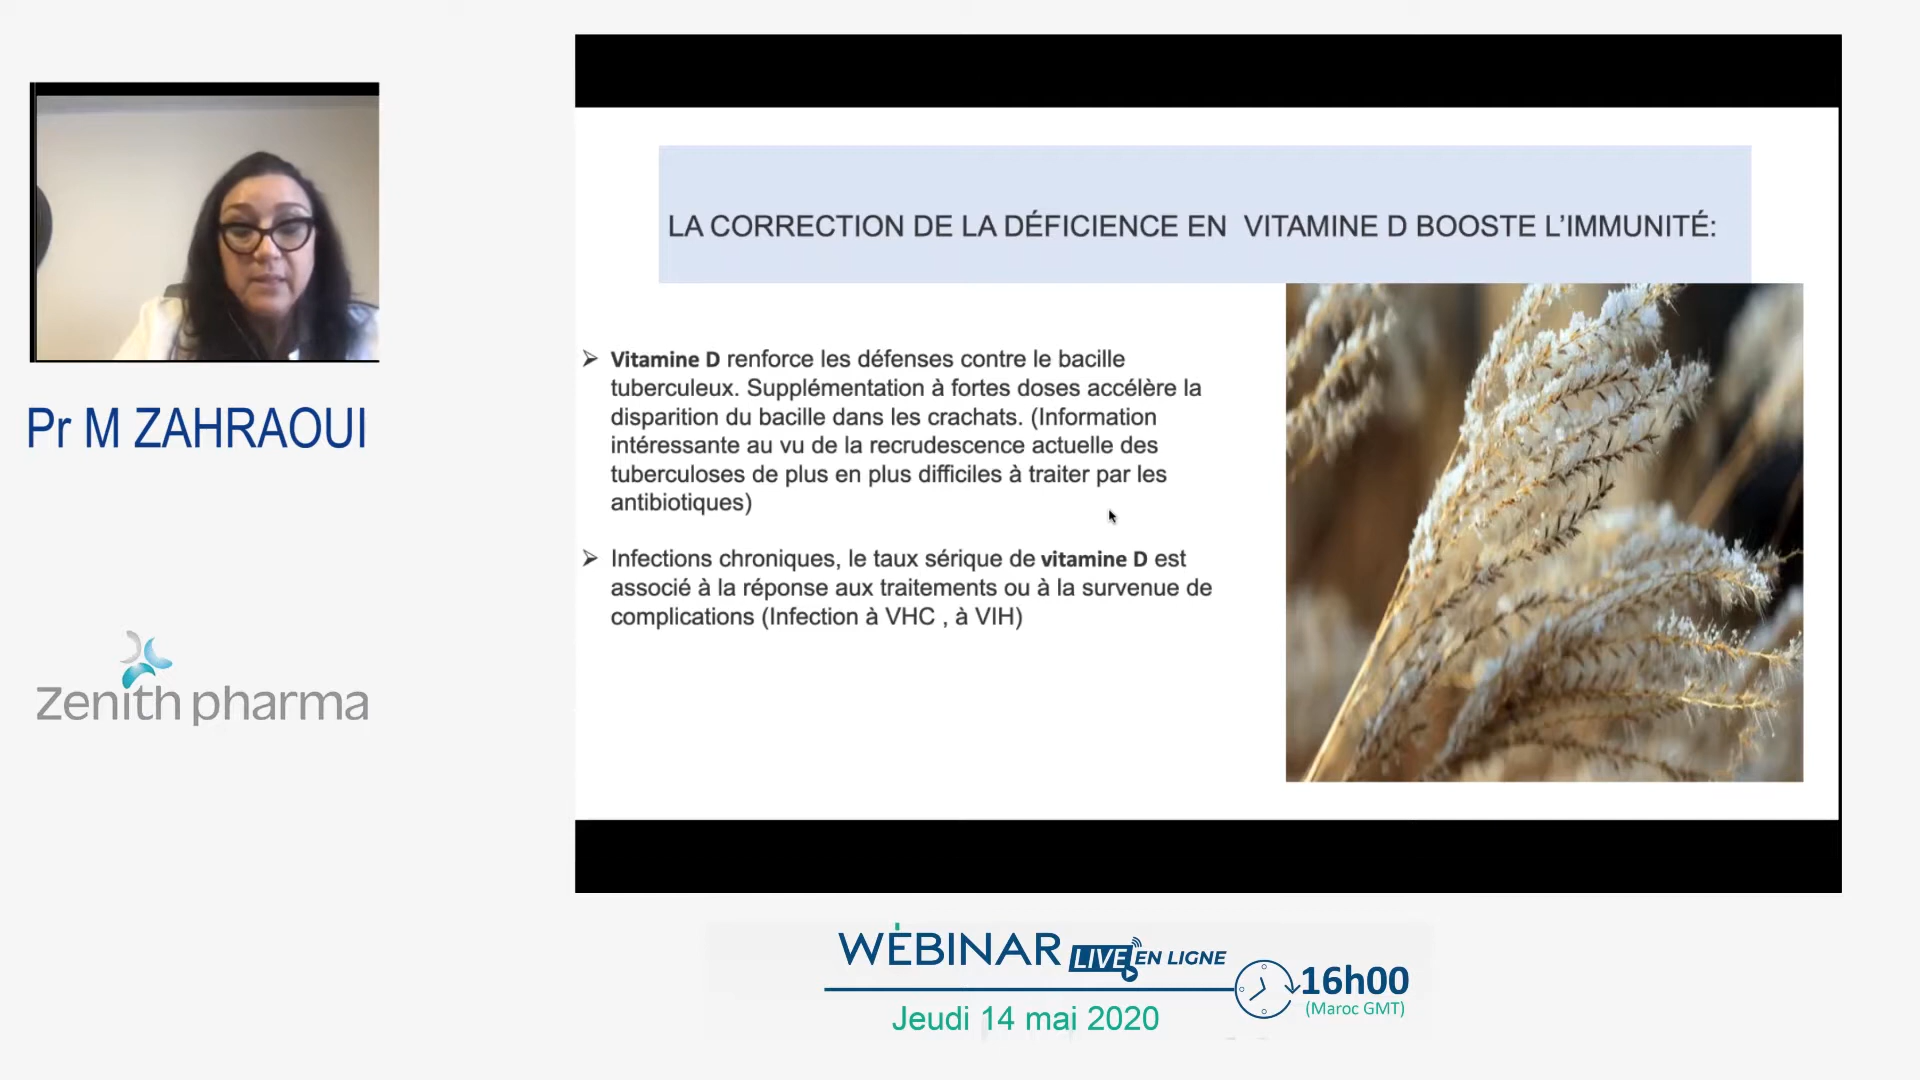 LA CORRECTION DE LA DÉFICIENCE EN VITAMINE D BOOSTE L’IMMUNITÉ:
Vitamine D renforce les défenses contre le bacille
tuberculeux. Supplémentation à fortes doses accélère la
disparition du bacille dans les crachats. (Information
intéressante au vu de la recrudescence actuelle des
tuberculoses de plus en plus difficiles à traiter par les
antibiotiques)
Infections chroniques, le taux sérique de vitamine D est
associé à la réponse aux traitements ou à la survenue de
complications (Infection à VHC , à VIH)
Pr M ZAHRAOUI
zenith pharma
WEBINAR LIVE EN LIGNE
16h00
(Maroc GMT)
Jeudi 14 mai 2020